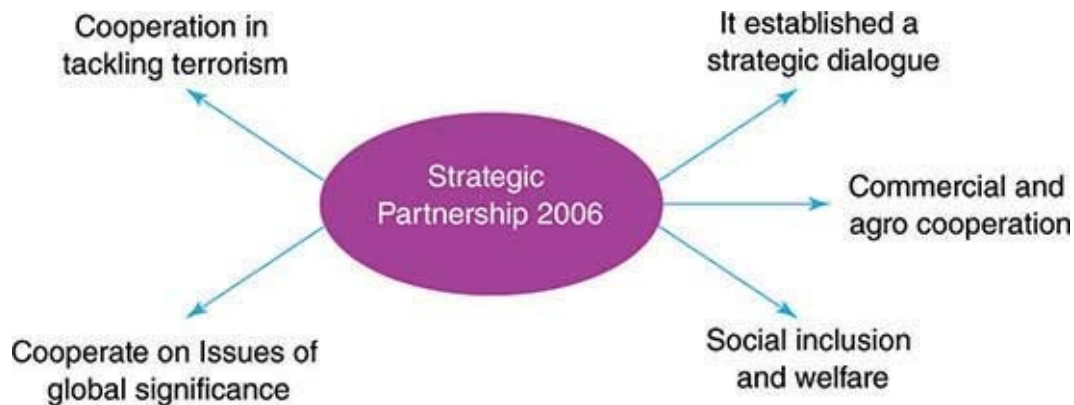 Cooperation in
tackling terrorism
It established a
strategic dialogue
Strategic
Partnership 2006
Commercial and
agro cooperation
Cooperate on Issues of
global significance
Social inclusion
and welfare